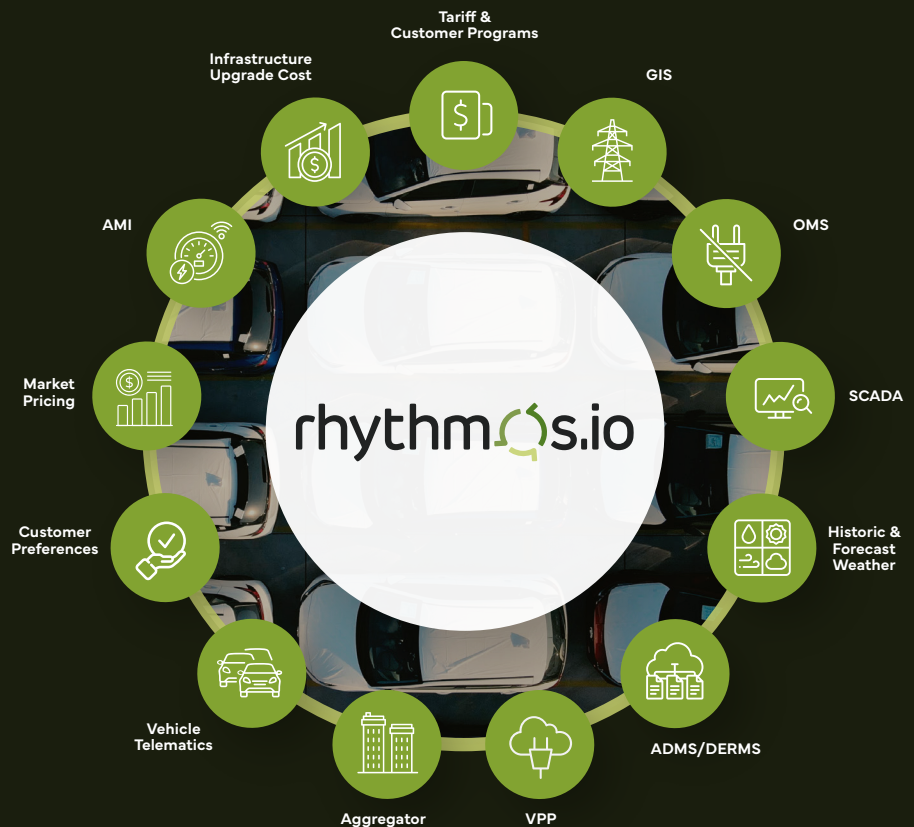 Tariff &
Customer Programs
Infrastructure
Upgrade Cost
GIS
AMI
OMS
Market
Pricing
SCADA
rhythmos.io
Customer
Preferences
Historic &
Forecast
Weather
Vehicle
Telematics
ADMS/DERMS
Aggregator
VPP